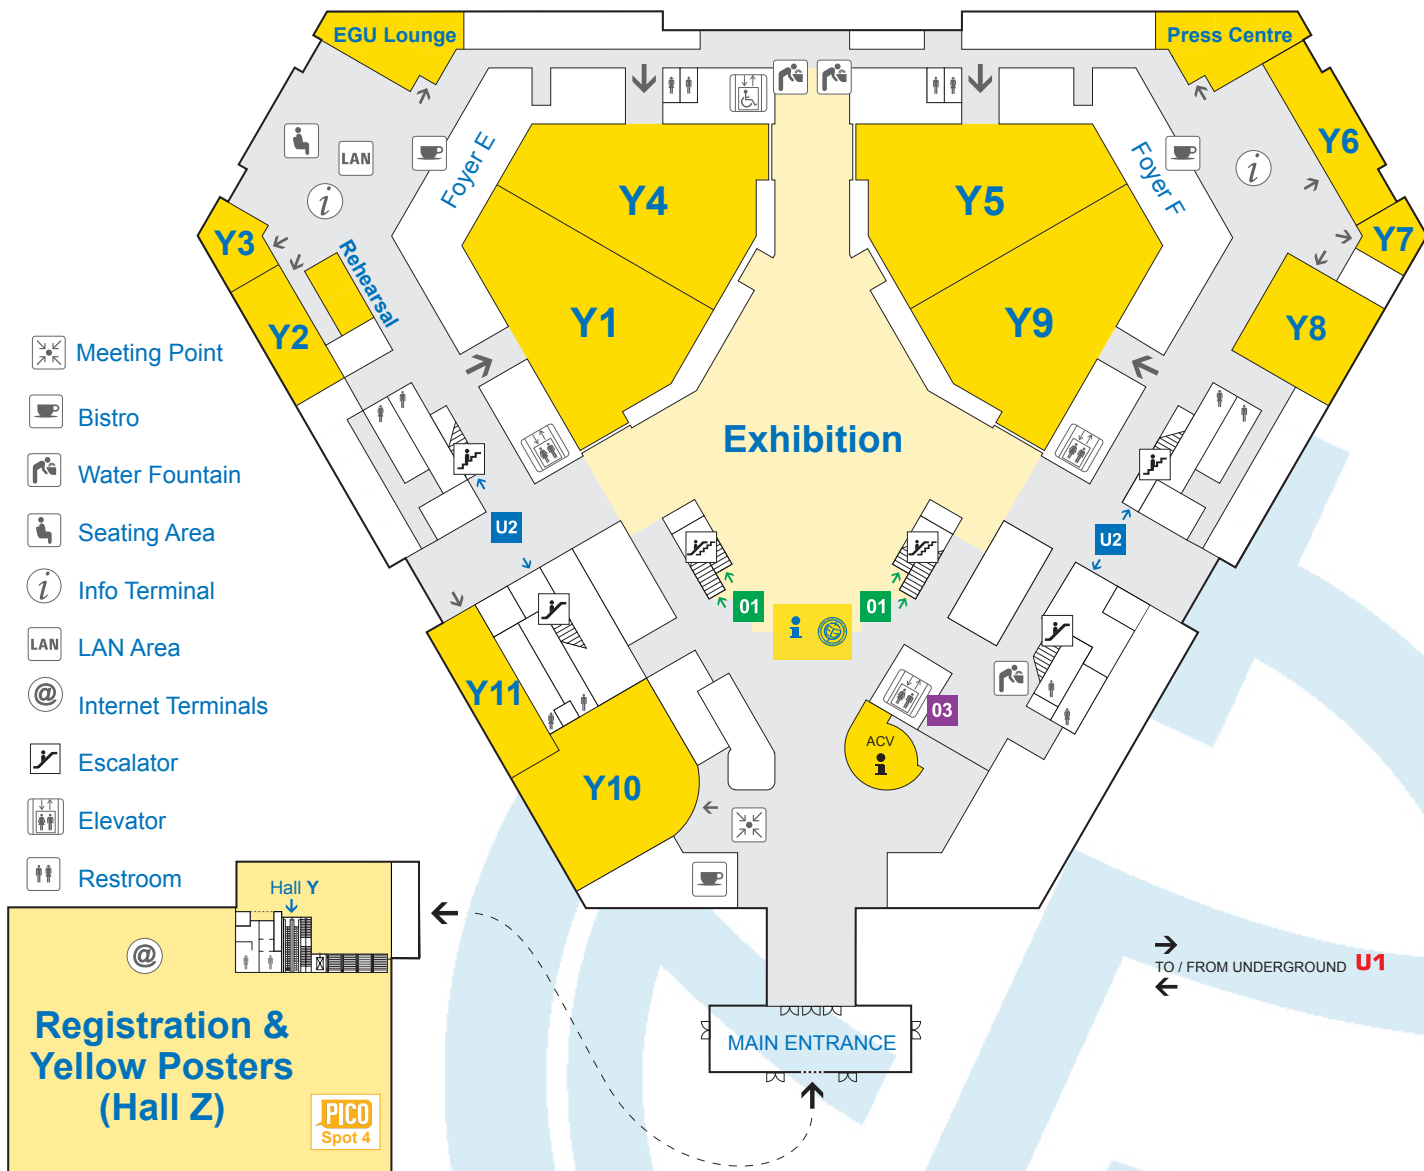 EGU Lounge
Press Centre
LAN
Foyer E
Foyer F
Y6
Y4
Y5
Y3
Y7
Rehearsal
Y2
Y1
Y9
Y8
Meeting Point
Bistro
Water Fountain
Seating Area
Info Terminal
LAN
LAN Area
@
Internet Terminals
Escalator
Elevator
Restroom
Exhibition
U2
U2
01
01
i
i
i
i
Y11
03
ACV
i
Y10
Hall Y
@
Registration &
Yellow Posters
(Hall Z)
PICO
Spot 4
MAIN ENTRANCE
TO / FROM UNDERGROUND U1